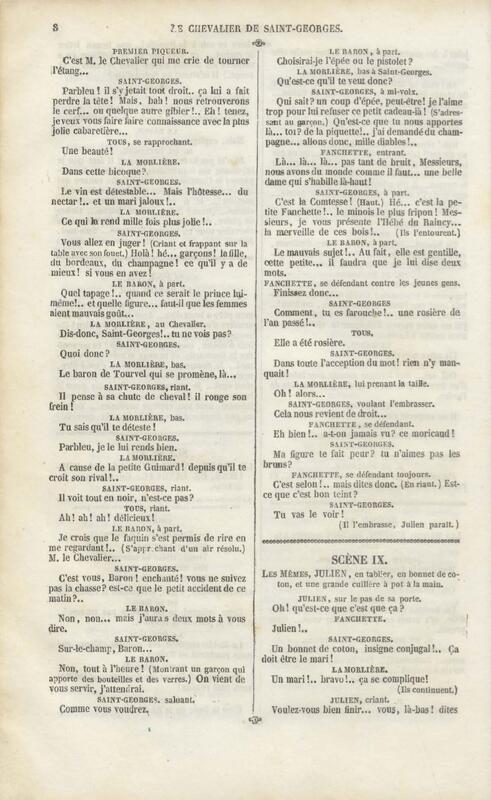 8
LE CHEVALIER DE SAINT-GEORGES.
PREMIER PIQUEUR.
C'est M. le Chevalier qui me crie de tourner
l'étang...
SAINT-GEORGES.
Parbleu ! il s'y jetait tout droit.. ça lui a fait
perdre la tête ! Mais, bah ! nous retrouverons
le cerf... ou quelque autre gibier !.. Eh ! tenez,
je veux vous faire faire connaissance avec la plus
jolie cabaretière...
TOUS, se rapprochant.
Une beauté !
LA MORLIÈRE.
Dans cette bicoque ?
SAINT-GEORGES.
Le vin est détestable... Mais l'hôtesse... du
nectar !.. et un mari jaloux !..
LA MORLIÈRE.
Ce qui la rend mille fois plus jolie !..
SAINT-GEORGES.
Vous allez en juger ! (Criant et frappant sur la
table avec son fouet.) Holà ! hé... garçons ! la fille,
du bordeaux, du champagne ! ce qu'il y a de
mieux ! si vous en avez !
LE BARON, à part.
Quel tapage !.. quand ce serait le prince lui-
même !.. et quelle figure... faut-il que les femmes
aient mauvais goût...
LA MORLIÈRE, au Chevalier.
Dis-donc, Saint-Georges !.. tu ne vois pas ?
SAINT-GEORGES.
Quoi donc ?
LA MORLIÈRE, bas.
Le baron de Tourvel qui se promène, là...
SAINT-GEORGES, riant.
Il pense à sa chute de cheval ! il ronge son
frein !
LA MORLIÈRE, bas.
Tu sais qu'il te déteste !
SAINT-GEORGES.
Parbleu, je le lui rends bien.
LA MORLIÈRE.
A cause de la petite Guimard ! depuis qu'il te
croit son rival !..
SAINT-GEORGES, riant.
Il voit tout en noir, n'est-ce pas ?
TOUS, riant.
Ah ! ah ! ah ! délicieux !
LE BARON, à part.
Je crois que le faquin s'est permis de rire en
me regardant !.. (S'approchant d'un air résolu.)
M. le Chevalier...
SAINT-GEORGES.
C'est vous, Baron ! enchanté ! vous ne suivez
pas la chasse ? est-ce que le petit accident de ce
matin ?..
LE BARON.
Non, non... mais j'aurais deux mots à vous
dire.
SAINT-GEORGES.
Sur-le-champ, Baron...
LE BARON.
Non, tout à l'heure ! (Montrant un garçon qui
apporte des bouteilles et des verres.) On vient de
vous servir, j'attendrai.
SAINT-GEORGES, saluant.
Comme vous voudrez.
LE BARON, à part.
Choisirai-je l'épée ou le pistolet ?
LA MORLIÈRE, bas à Saint-Georges.
Qu'est-ce qu'il te veut donc ?
SAINT-GEORGES, à mi-voix.
Qui sait ? un coup d'épée, peut-être ! je l'aime
trop pour lui refuser ce petit cadeau-là ! (S'adres-
sant au garçon.) Qu'est-ce que tu nous apportes
là... toi ? de la piquette !.. j'ai demandé du cham-
pagne... allons donc, mille diables !..
FANCHETTE, entrant.
Là... là... là... pas tant de bruit, Messieurs,
nous avons du monde comme il faut... une belle
dame qui s'habille là-haut !
SAINT-GEORGES, à part.
C'est la Comtesse ! (Haut.) Hé... c'est la pe-
tite Fanchette !.. le minois le plus fripon ! Mes-
sieurs, je vous présente l'Hébé du Raincy...
la merveille de ces bois !.. (Ils l'entourent.)
LE BARON, à part.
Le mauvais sujet !.. Au fait, elle est gentille,
cette petite... il faudra que je lui dise deux
mots.
FANCHETTE, se défendant contre les jeunes gens.
Finissez donc...
SAINT-GEORGES
Comment, tu es farouche !.. une rosière de
l'an passé !..
TOUS.
Elle a été rosière.
SAINT-GEORGES.
Dans toute l'acception du mot ! rien n'y man-
quait !
LA MORLIÈRE, lui prenant la taille.
Oh ! alors...
SAINT-GEORGES, voulant l'embrasser.
Cela nous revient de droit...
FANCHETTE, se défendant.
Eh bien !.. a-t-on jamais vu ? ce moricaud !
SAINT-GEORGES.
Ma figure te fait peur ? tu n'aimes pas les
bruns ?
FANCHETTE, se défendant toujours.
C'est selon !.. mais dites donc. (En riant.) Est-
ce que c'est bon teint ?
SAINT-GEORGES.
Tu vas le voir !
(Il l'embrasse, Julien paraît.)
SCÈNE IX.
LES MÊMES, JULIEN, en tablier, en bonnet de co-
ton, et une grande cuillère à pot à la main.
JULIEN, sur le pas de sa porte.
Oh ! qu'est-ce que c'est que ça ?
FANCHETTE.
Julien !..
SAINT-GEORGES.
Un bonnet de coton, insigne conjugal !.. Ça
doit être le mari !
LA MORLIÈRE.
Un mari !.. bravo !.. ça se complique !
(Ils continuent.)
JULIEN, criant.
Voulez-vous bien finir... vous, là-bas ! dites